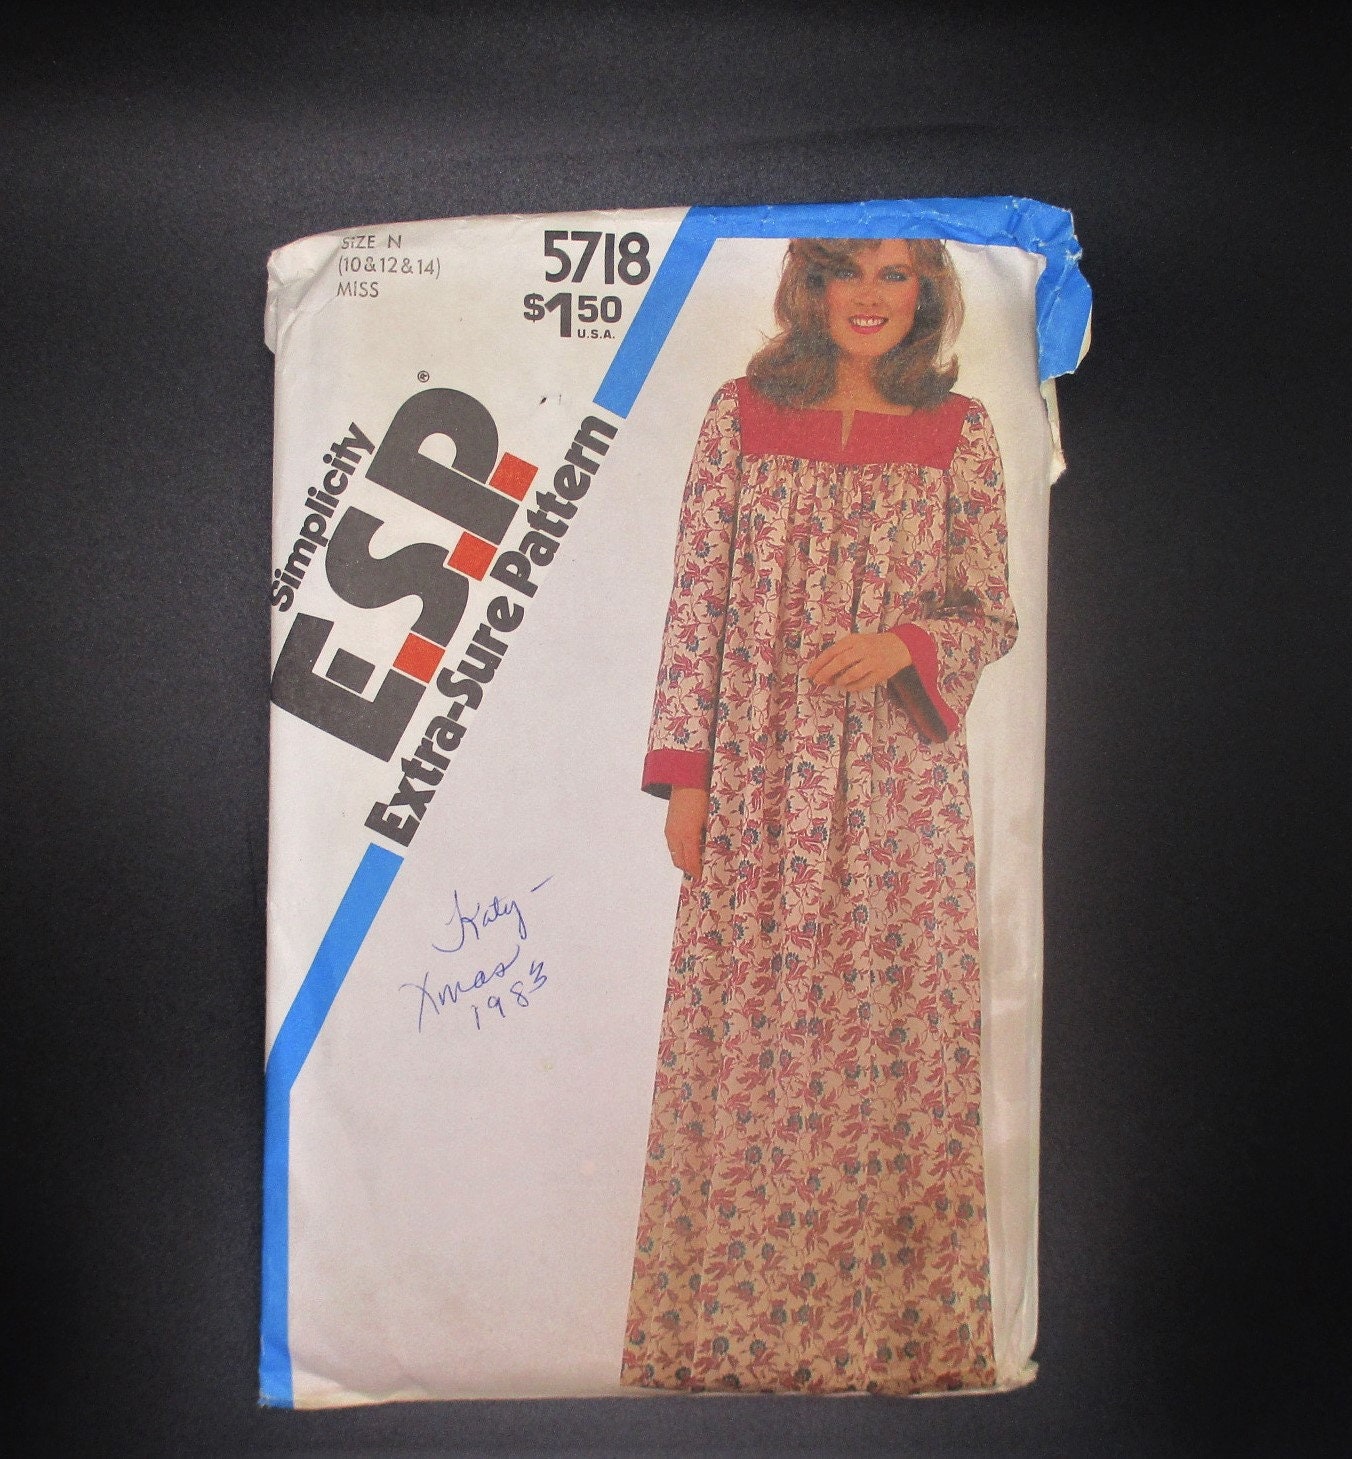 SIZE N
(10&12&14)
MISS
5718
$1.50
U.S.A.
Simplicity
E.S.P.®
Extra-Sure Pattern
Katy-
Xmas
1983